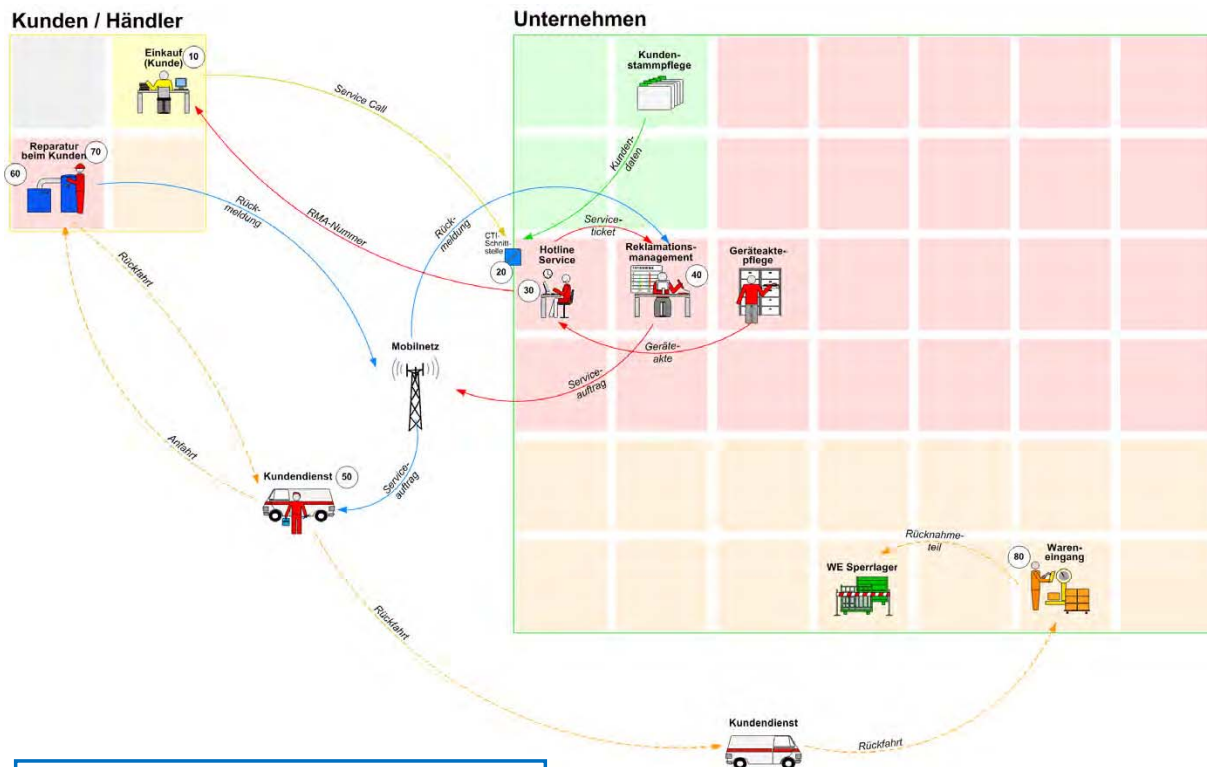 Kunden / Händler
Unternehmen
Einkauf
(Kunde)
10
Kunden-
stammpflege
Service Call
Kunden-
daten
Reparatur
beim Kunden
70
60
Rück-
meldung
RMA-Nummer
Rück-
meldung
CTI-
Schnitt-
stelle
20
Service-
ticket
Hotline
Service
30
Reklamations-
management
40
Geräteakte-
pflege
Rückfahrt
Mobilnetz
Geräte-
akte
Service-
auftrag
Anfahrt
Kundendienst
50
Service-
auftrag
Rücknahme-
teil
80
Waren-
eingang
WE Sperrlager
Rückfahrt
Kundendienst
Rückfahrt